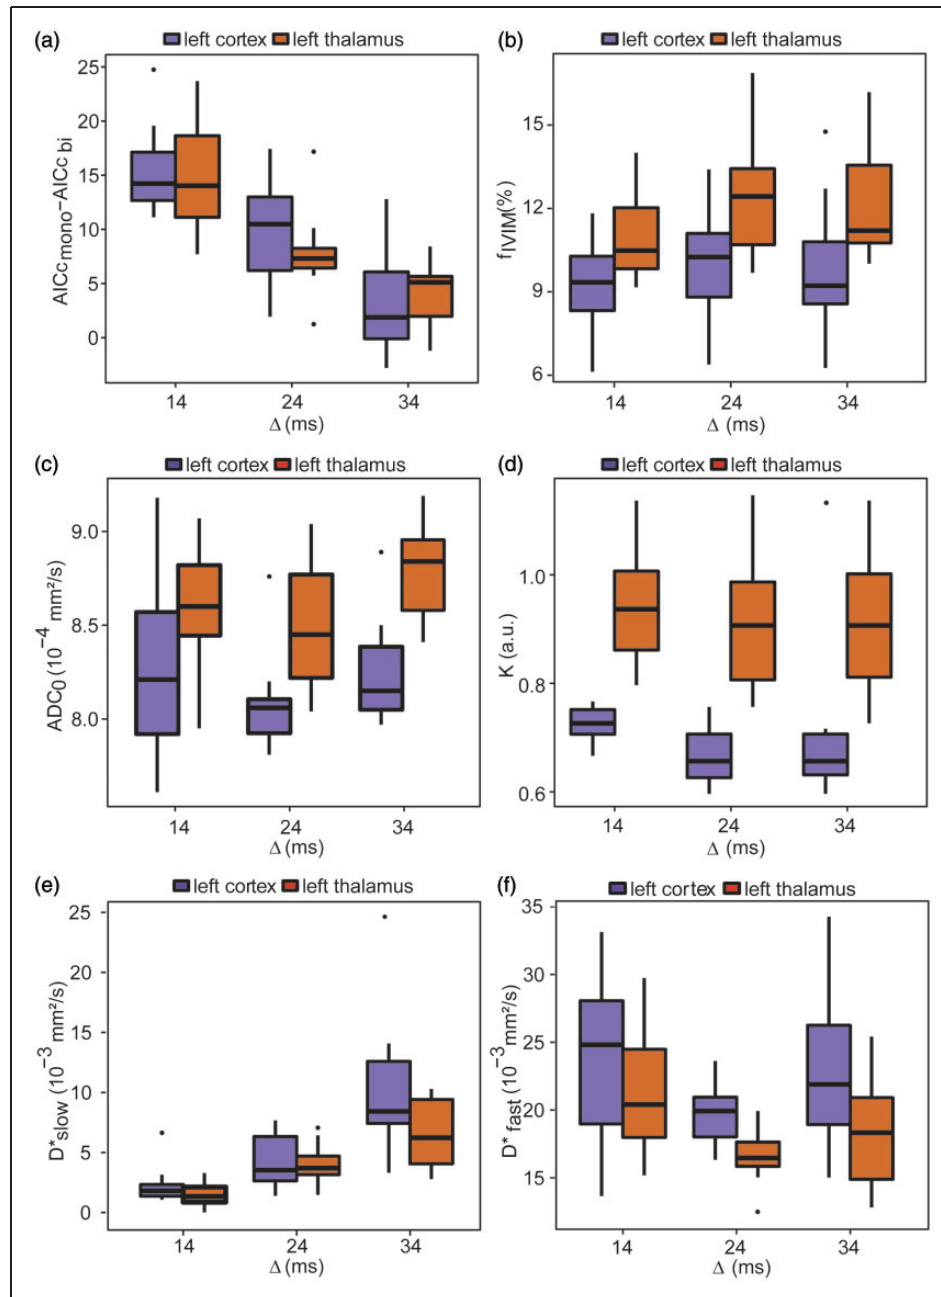 (a) left cortex left thalamus
25
20
15
10
5
0
AICcmono−AICc bi
14 24 34
Δ (ms)
(b) left cortex left thalamus
15
12
9
6
fIVIM(%)
14 24 34
Δ (ms)
(c) left cortex left thalamus
9.0
8.5
8.0
ADC0 (10−4 mm²/s)
14 24 34
Δ (ms)
(d) left cortex left thalamus
1.0
0.8
0.6
K (a.u.)
14 24 34
Δ (ms)
(e) left cortex left thalamus
25
20
15
10
5
0
D*slow (10−3 mm²/s)
14 24 34
Δ (ms)
(f) left cortex left thalamus
35
30
25
20
15
D* fast (10−3 mm²/s)
14 24 34
Δ (ms)